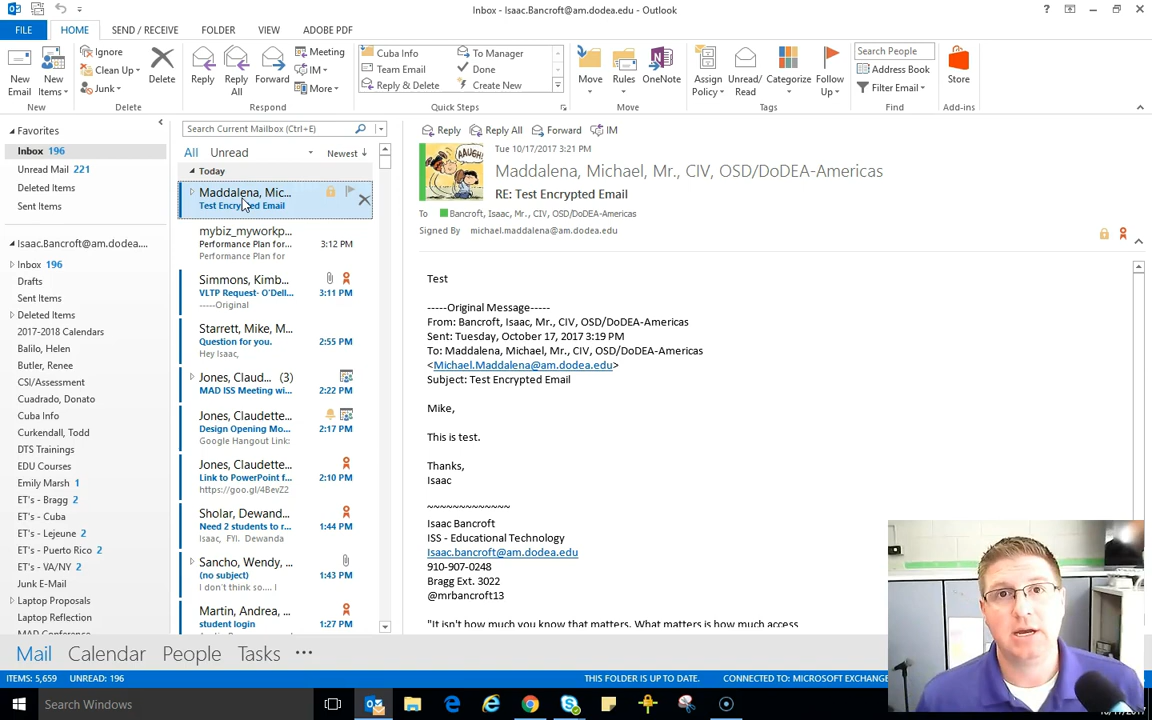 Inbox - Isaac.Bancroft@am.dodea.edu - Outlook
FILE HOME SEND / RECEIVE FOLDER VIEW ADOBE PDF
New Email
New Items
New
Ignore
Clean Up
Junk
Delete
Delete
Reply
Reply All
Forward
Meeting
IM
More
Respond
Cuba Info
Team Email
Reply & Delete
To Manager
Done
Create New
Quick Steps
Move
Rules
OneNote
Move
Assign Policy
Unread/ Read
Categorize
Follow Up
Tags
Search People
Address Book
Filter Email
Find
Store
Add-ins
Favorites
Inbox 196
Unread Mail 221
Deleted Items
Sent Items
Isaac.Bancroft@am.dodea....
Inbox 196
Drafts
Sent Items
Deleted Items
2017-2018 Calendars
Balilo, Helen
Butler, Renee
CSI/Assessment
Cuadrado, Donato
Cuba Info
Curkendall, Todd
DTS Trainings
EDU Courses
Emily Marsh 1
ET's - Bragg 2
ET's - Cuba
ET's - Lejeune 2
ET's - Puerto Rico 2
ET's - VA/NY 2
Junk E-Mail
Laptop Proposals
Laptop Reflection
MAD Conference
Search Current Mailbox (Ctrl+E)
All Unread Newest
Today
Maddalena, Mic...
Test Encrypted Email
mybiz_myworkp...
Performance Plan for 3:12 PM
Performance Plan for
Simmons, Kimb...
VLTP Request- O'Dell... 3:11 PM
-----Original
Starrett, Mike, M...
Question for you. 2:55 PM
Hey Isaac,
Jones, Claud... (3)
MAD ISS Meeting wi... 2:22 PM
Jones, Claudette...
Design Opening Mo... 2:17 PM
Google Hangout Link:
Jones, Claudette...
Link to PowerPoint f... 2:10 PM
https://goo.gl/4BevZ2
Sholar, Dewand...
Need 2 students to r... 1:44 PM
Isaac, FYI. Dewanda
Sancho, Wendy, ...
(no subject) 1:43 PM
I don't think so.... I
Martin, Andrea, ...
student login 1:27 PM
Reply Reply All Forward IM
Tue 10/17/2017 3:21 PM
Maddalena, Michael, Mr., CIV, OSD/DoDEA-Americas
RE: Test Encrypted Email
To Bancroft, Isaac, Mr., CIV, OSD/DoDEA-Americas
Signed By michael.maddalena@am.dodea.edu
AAUGH!
Test
-----Original Message-----
From: Bancroft, Isaac, Mr., CIV, OSD/DoDEA-Americas
Sent: Tuesday, October 17, 2017 3:19 PM
To: Maddalena, Michael, Mr., CIV, OSD/DoDEA-Americas
<Michael.Maddalena@am.dodea.edu>
Subject: Test Encrypted Email
Mike,
This is test.
Thanks,
Isaac
~~~~~~~~~~~~~
Isaac Bancroft
ISS - Educational Technology
Isaac.bancroft@am.dodea.edu
910-907-0248
Bragg Ext. 3022
@mrbancroft13
"It isn't how much you know that matters. What matters is how much access
Mail Calendar People Tasks ...
ITEMS: 5,659 UNREAD: 196 THIS FOLDER IS UP TO DATE. CONNECTED TO: MICROSOFT EXCHANGE
Search Windows